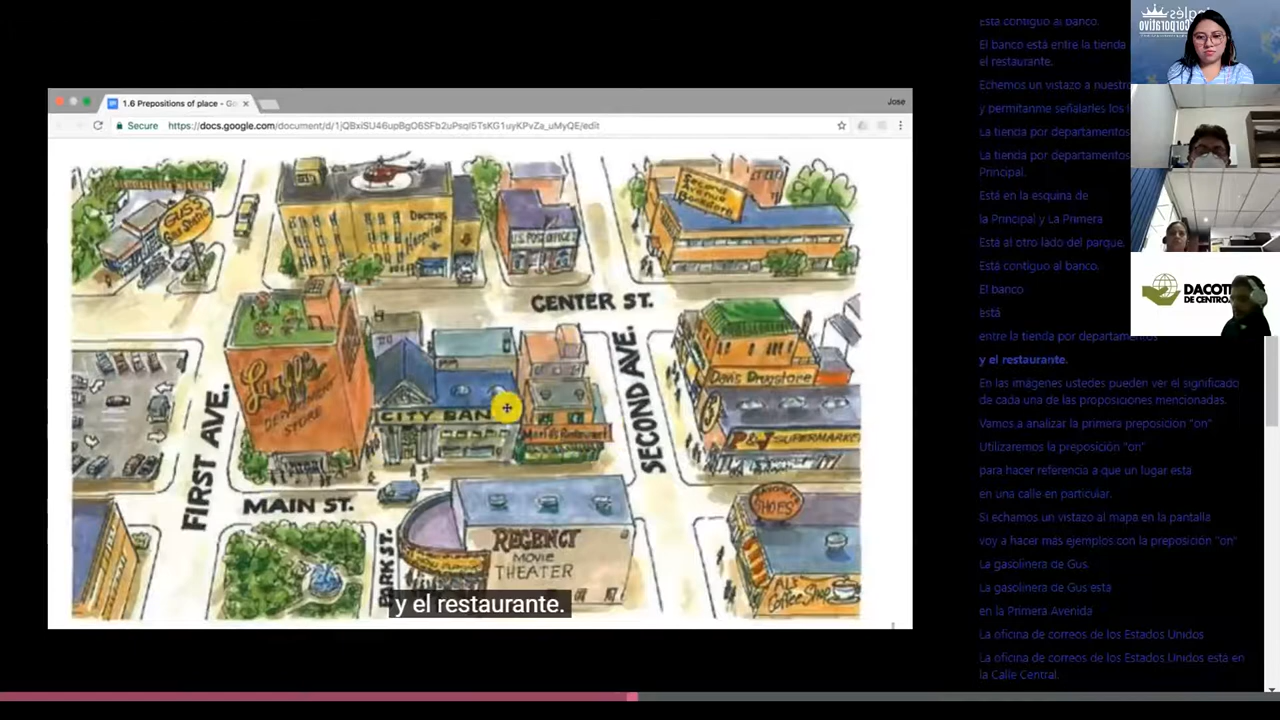 1.6 Prepositions of place - Go
Jose
Secure
https://docs.google.com/document/d/1jQBxiSU46upBgO6SFb2uPsqI5TsKG1uyKPvZa_uMyQE/edit
GUS'S
Gas Station
Doctors
Hospital
U.S. POST OFFICE
Second
Avenue
Bookstore
CENTER ST.
Lulu's
DEPARTMENT
STORE
CITY BANK
Maria's Restaurant
Dan's Drugstore
P&J SUPERMARKET
FIRST AVE.
SECOND AVE.
MAIN ST.
PARK ST.
REGENCY
MOVIE
THEATER
SHOES
Coffee Shop
y el restaurante.
Está contiguo al banco.
El banco está entre la tienda
el restaurante.
Echemos un vistazo a nuestro
y permítanme señalarles los
La tienda por departamentos
La tienda por departamentos
Principal.
Está en la esquina de
la Principal y La Primera
Está al otro lado del parque.
Está contiguo al banco.
El banco
está
entre la tienda por departamentos
y el restaurante.
En las imágenes ustedes pueden ver el significado
de cada una de las proposiciones mencionadas.
Vamos a analizar la primera preposición "on"
Utilizaremos la preposición "on"
para hacer referencia a que un lugar está
en una calle en particular.
Si echamos un vistazo al mapa en la pantalla
voy a hacer más ejemplos con la preposición "on"
La gasolinera de Gus.
La gasolinera de Gus está
en la Primera Avenida
La oficina de correos de los Estados Unidos
La oficina de correos de los Estados Unidos está en
la Calle Central.
Inglés
Corporativo
DACOT
DE CENTRO